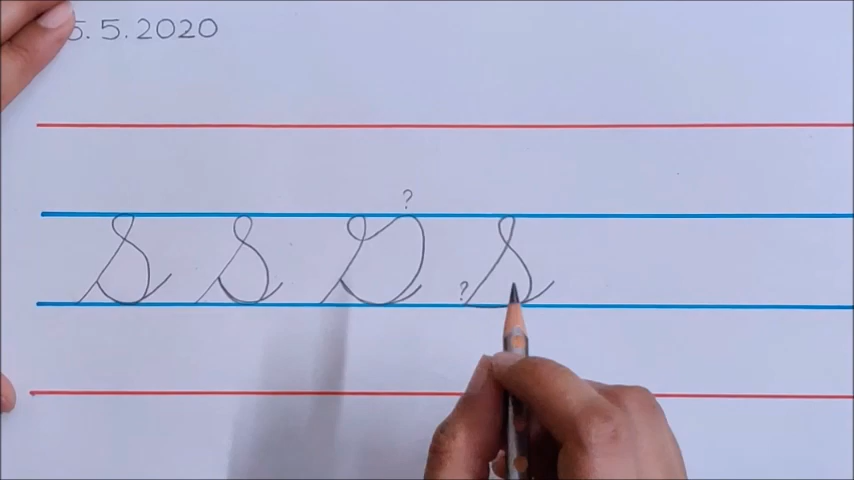 5.5.2020
s s s s
? ?